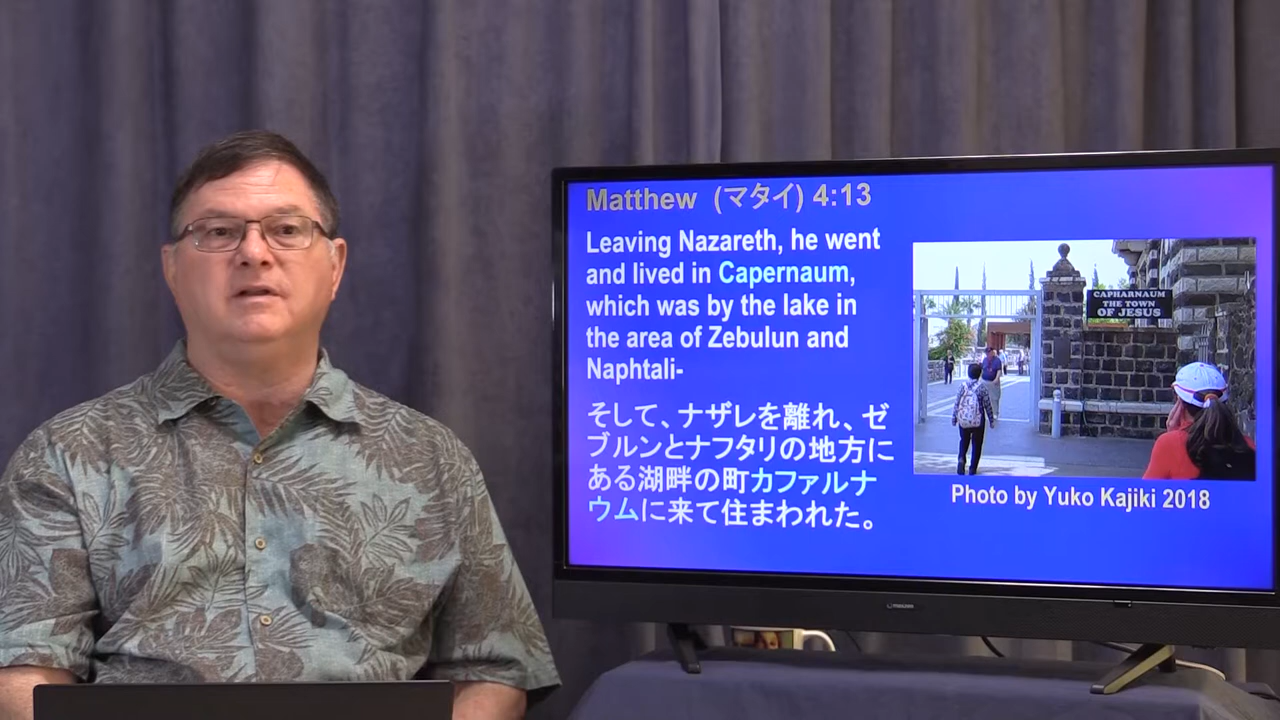 Matthew (マタイ) 4:13
Leaving Nazareth, he went
and lived in Capernaum,
which was by the lake in
the area of Zebulun and
Naphtali-
そして、ナザレを離れ、ゼ
ブルンとナフタリの地方に
ある湖畔の町カファルナ
ウムに来て住まわれた。
CAPHARNAUM
THE TOWN
OF JESUS
Photo by Yuko Kajiki 2018